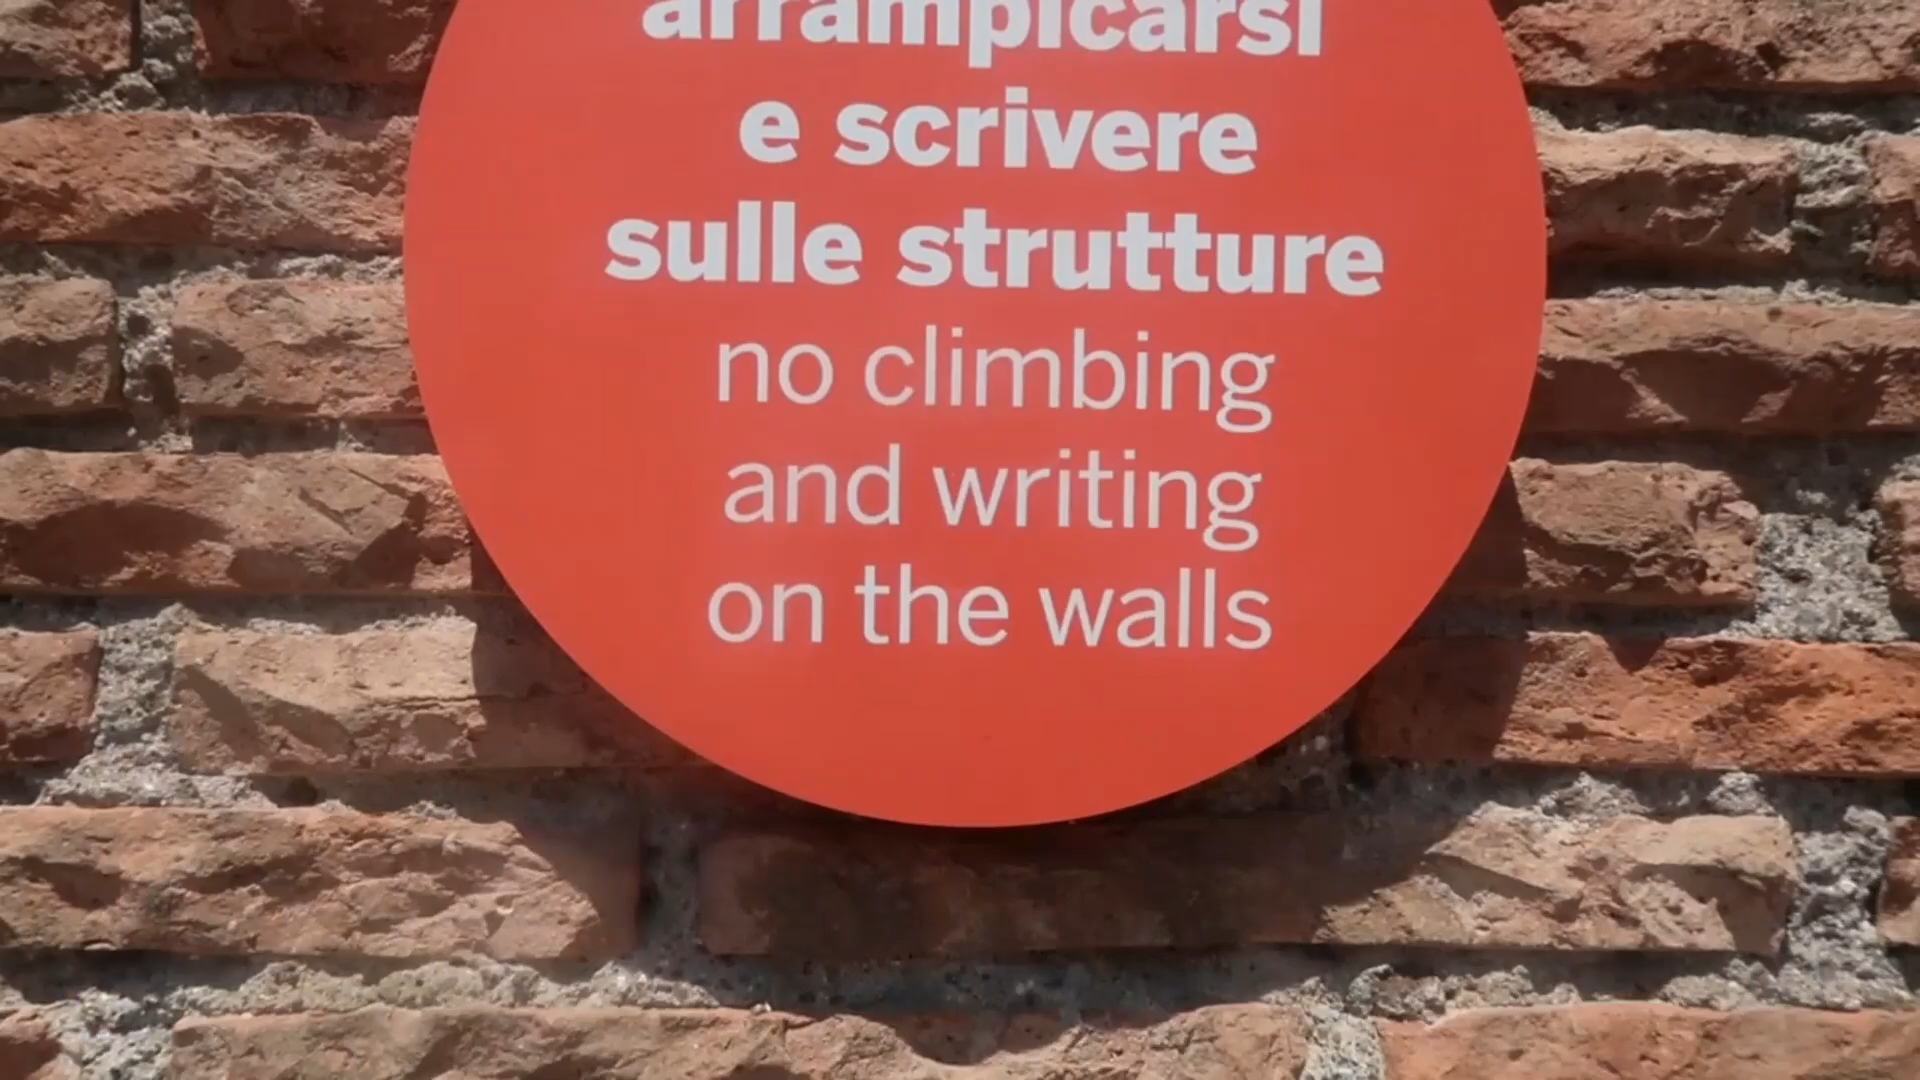 arrampicarsi
e scrivere
sulle strutture
no climbing
and writing
on the walls